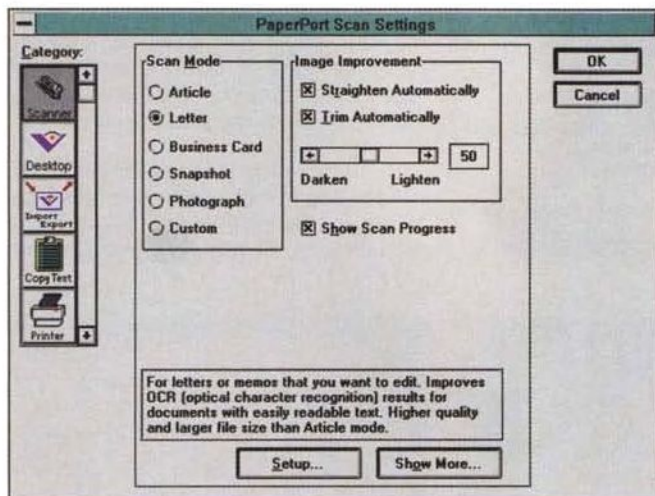 PaperPort Scan Settings
Category:
Scanner
Desktop
Import
Export
Copy Text
Printer
Scan Mode
Article
Letter
Business Card
Snapshot
Photograph
Custom
Image Improvement
Straighten Automatically
Trim Automatically
50
Darken Lighten
Show Scan Progress
OK
Cancel
For letters or memos that you want to edit. Improves
OCR (optical character recognition) results for
documents with easily readable text. Higher quality
and larger file size than Article mode.
Setup... Show More...